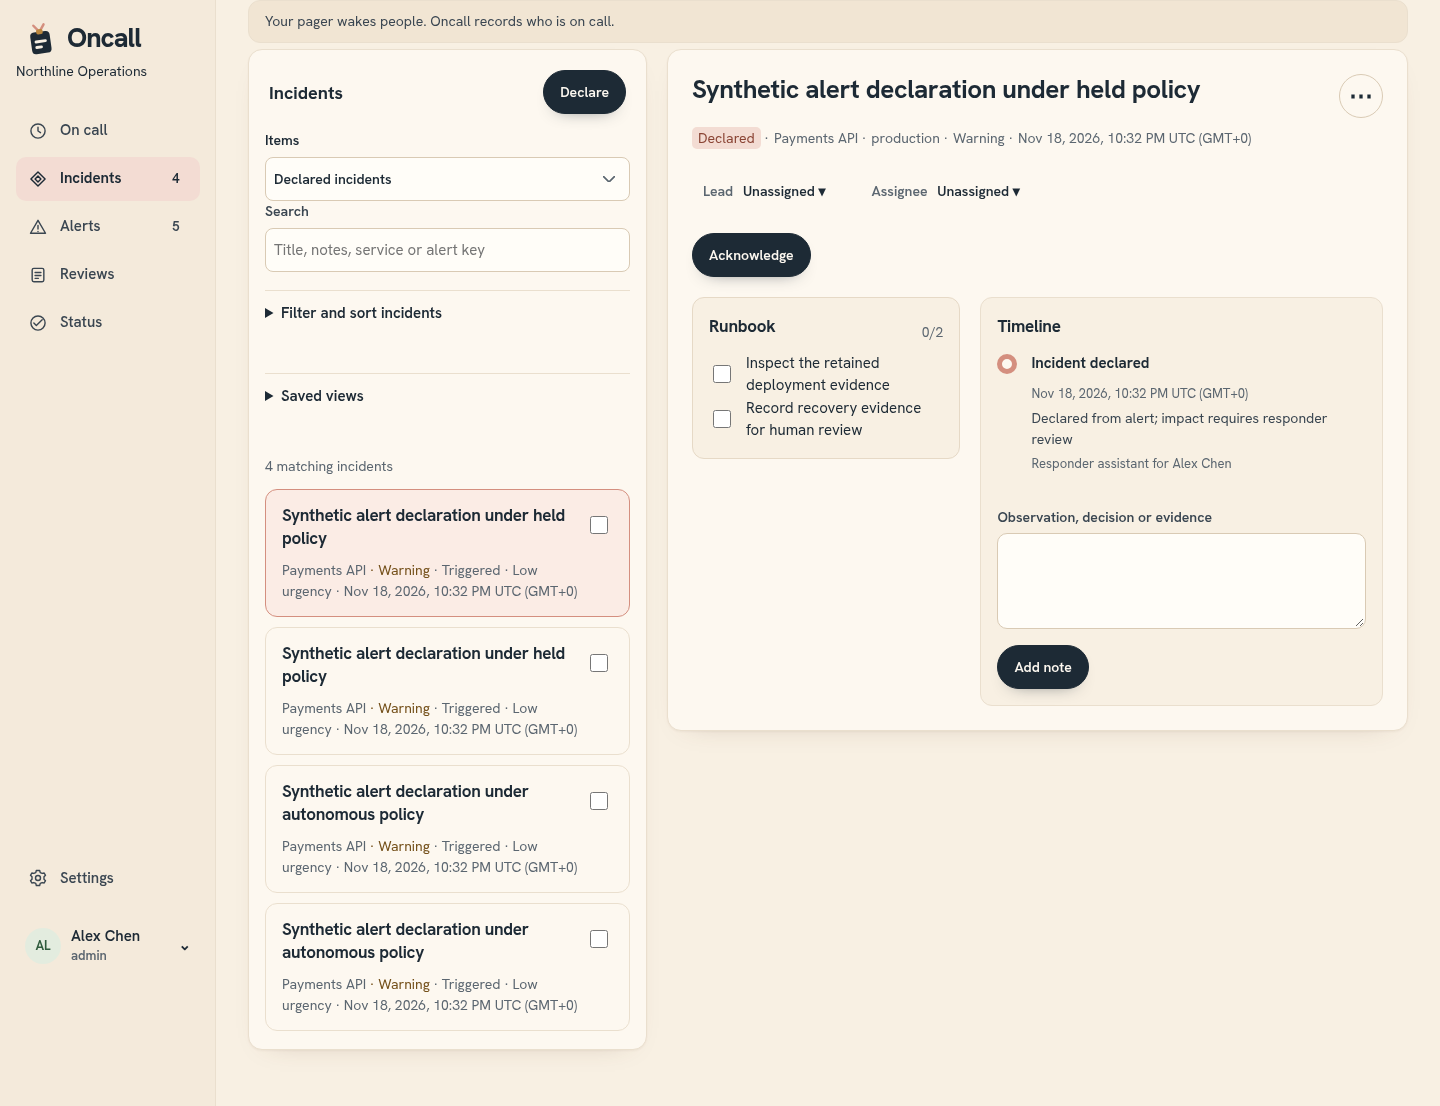 Oncall
Northline Operations
On call
Incidents 4
Alerts 5
Reviews
Status
Settings
AL
Alex Chen
admin
Your pager wakes people. Oncall records who is on call.
Incidents
Declare
Items
Declared incidents
Search
Title, notes, service or alert key
Filter and sort incidents
Saved views
4 matching incidents
Synthetic alert declaration under held
policy
Payments API · Warning · Triggered · Low
urgency · Nov 18, 2026, 10:32 PM UTC (GMT+0)
Synthetic alert declaration under held
policy
Payments API · Warning · Triggered · Low
urgency · Nov 18, 2026, 10:32 PM UTC (GMT+0)
Synthetic alert declaration under
autonomous policy
Payments API · Warning · Triggered · Low
urgency · Nov 18, 2026, 10:32 PM UTC (GMT+0)
Synthetic alert declaration under
autonomous policy
Payments API · Warning · Triggered · Low
urgency · Nov 18, 2026, 10:32 PM UTC (GMT+0)
Synthetic alert declaration under held policy
Declared · Payments API · production · Warning · Nov 18, 2026, 10:32 PM UTC (GMT+0)
Lead Unassigned ▾ Assignee Unassigned ▾
Acknowledge
Runbook 0/2
Inspect the retained
deployment evidence
Record recovery evidence
for human review
Timeline
Incident declared
Nov 18, 2026, 10:32 PM UTC (GMT+0)
Declared from alert; impact requires responder
review
Responder assistant for Alex Chen
Observation, decision or evidence
Add note